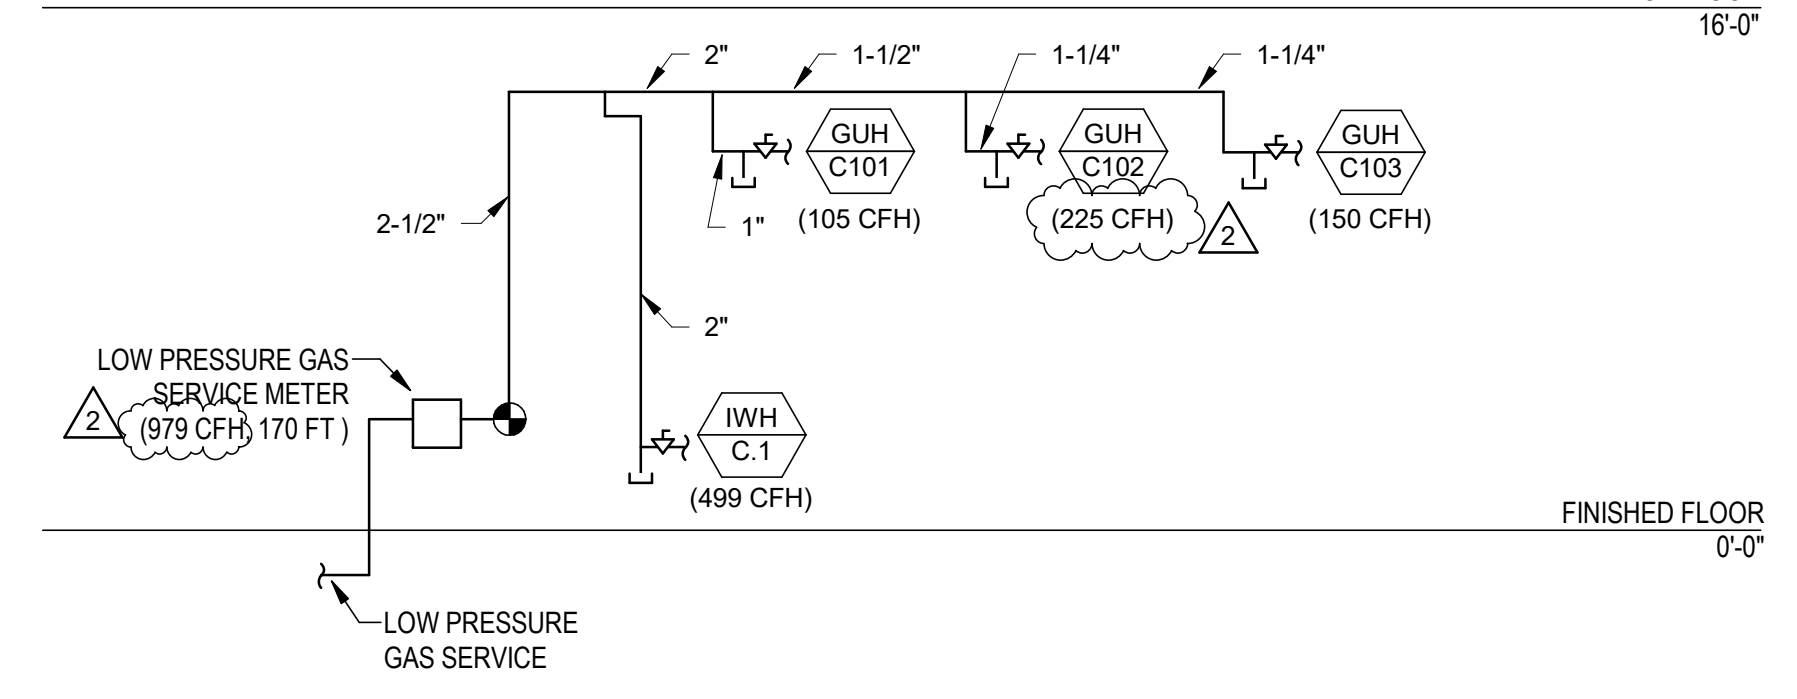 16'-0"
2"
1-1/2"
1-1/4"
1-1/4"
GUH
C101
(105 CFH)
GUH
C102
(225 CFH)
2
GUH
C103
(150 CFH)
2-1/2"
1"
2"
LOW PRESSURE GAS
SERVICE METER
(979 CFH, 170 FT )
2
IWH
C.1
(499 CFH)
FINISHED FLOOR
0'-0"
LOW PRESSURE
GAS SERVICE